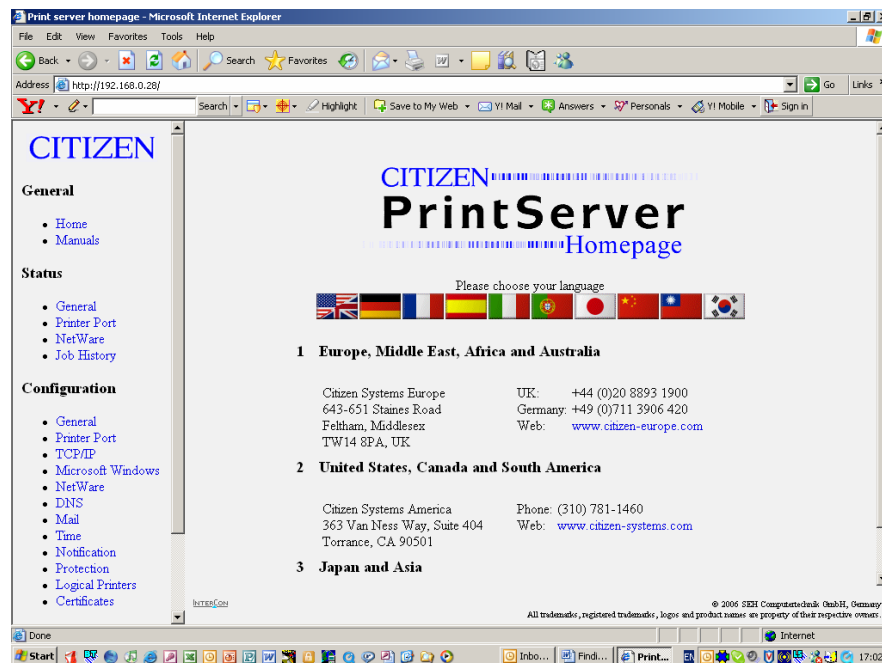 Print server homepage - Microsoft Internet Explorer
File Edit View Favorites Tools Help
Back Search Favorites
Address http://192.168.0.28/ Go Links
Y! Search Highlight Save to My Web Y! Mail Answers Personals Y! Mobile Sign in
CITIZEN
General
Home
Manuals
Status
General
Printer Port
NetWare
Job History
Configuration
General
Printer Port
TCP/IP
Microsoft Windows
NetWare
DNS
Mail
Time
Notification
Protection
Logical Printers
Certificates
CITIZEN
PrintServer
Homepage
Please choose your language
1 Europe, Middle East, Africa and Australia
Citizen Systems Europe UK: +44 (0)20 8893 1900
643-651 Staines Road Germany: +49 (0)711 3906 420
Feltham, Middlesex Web: www.citizen-europe.com
TW14 8PA, UK
2 United States, Canada and South America
Citizen Systems America Phone: (310) 781-1460
363 Van Ness Way, Suite 404 Web: www.citizen-systems.com
Torrance, CA 90501
3 Japan and Asia
INTERCON
© 2006 SEH Computertechnik GmbH, Germany
All trademarks, registered trademarks, logos and product names are property of their respective owners.
Done Internet
Start Inbo... Findi... Print... EN 17:02